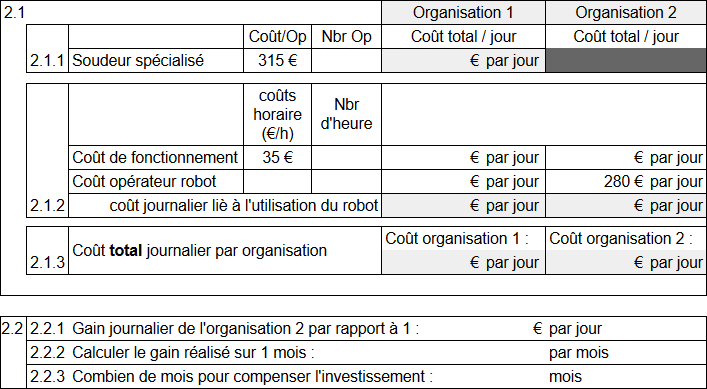 2.1 Organisation 1 Organisation 2
Coût/Op Nbr Op Coût total / jour Coût total / jour
2.1.1 Soudeur spécialisé 315 € € par jour
coûts
horaire
(€/h)
Nbr
d'heure
Coût de fonctionnement 35 € € par jour € par jour
Coût opérateur robot € par jour 280 € par jour
2.1.2 coût journalier liè à l'utilisation du robot € par jour € par jour
Coût total journalier par organisation
Coût organisation 1 : Coût organisation 2 :
2.1.3 € par jour € par jour
2.2 2.2.1 Gain journalier de l'organisation 2 par rapport à 1 : € par jour
2.2.2 Calculer le gain réalisé sur 1 mois : par mois
2.2.3 Combien de mois pour compenser l'investissement : mois